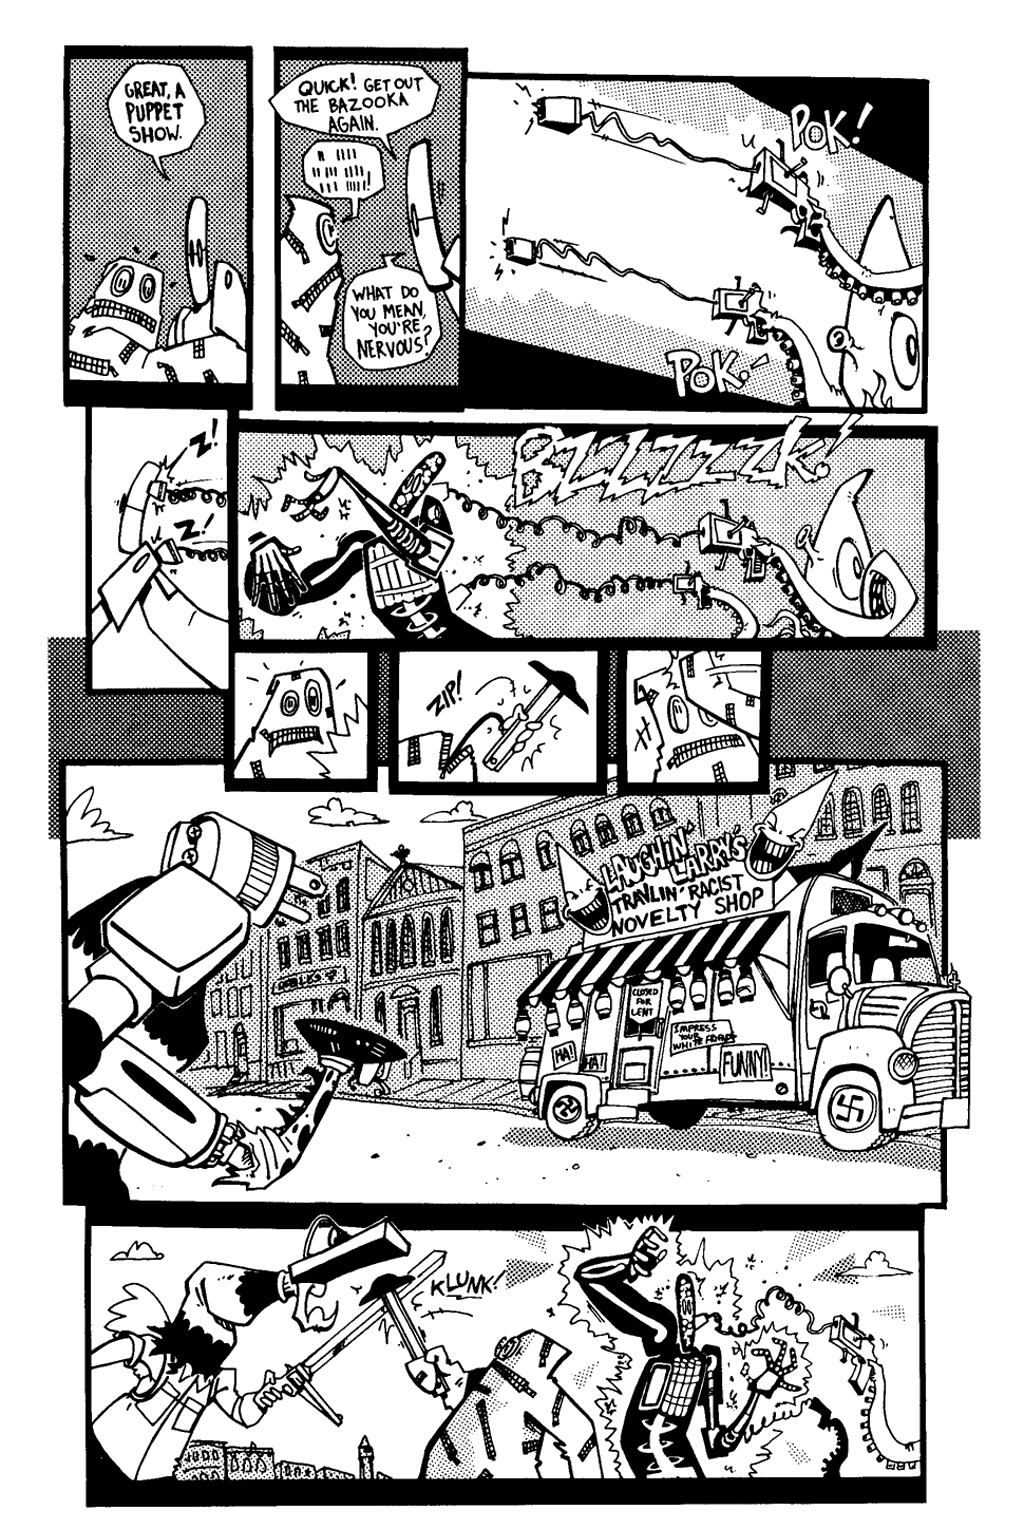 GREAT, A
PUPPET
SHOW.
QUICK! GET OUT
THE BAZOOKA
AGAIN.
WHAT DO
YOU MEAN,
YOU'RE
NERVOUS?
POK!
POK!
Z!
Z!
BZZZZZZK!
ZIP!
LAUGHIN'
LARRY'S
TRAVLIN' RACIST
NOVELTY SHOP
CLOSED
FOR
LENT
IMPRESS
YOUR
WHITE FOLKS
HA!
HA!
FUNNY!
KLUNK!